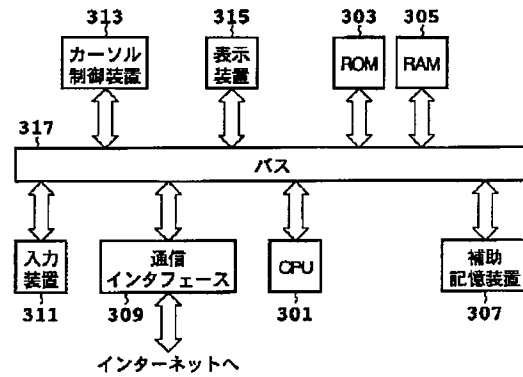 313
315
303
305
カーソル
制御装置
表示
装置
ROM
RAM
317
バス
入力
装置
通信
インタフェース
CPU
補助
記憶装置
311
309
301
307
インターネットへ